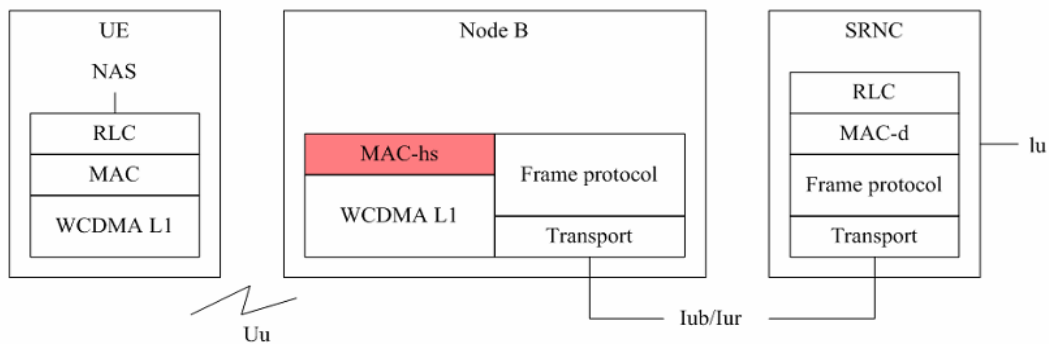 UE
NAS
RLC
MAC
WCDMA L1
Uu
Node B
MAC-hs
WCDMA L1
Frame protocol
Transport
Iub/Iur
SRNC
RLC
MAC-d
Frame protocol
Transport
Iu